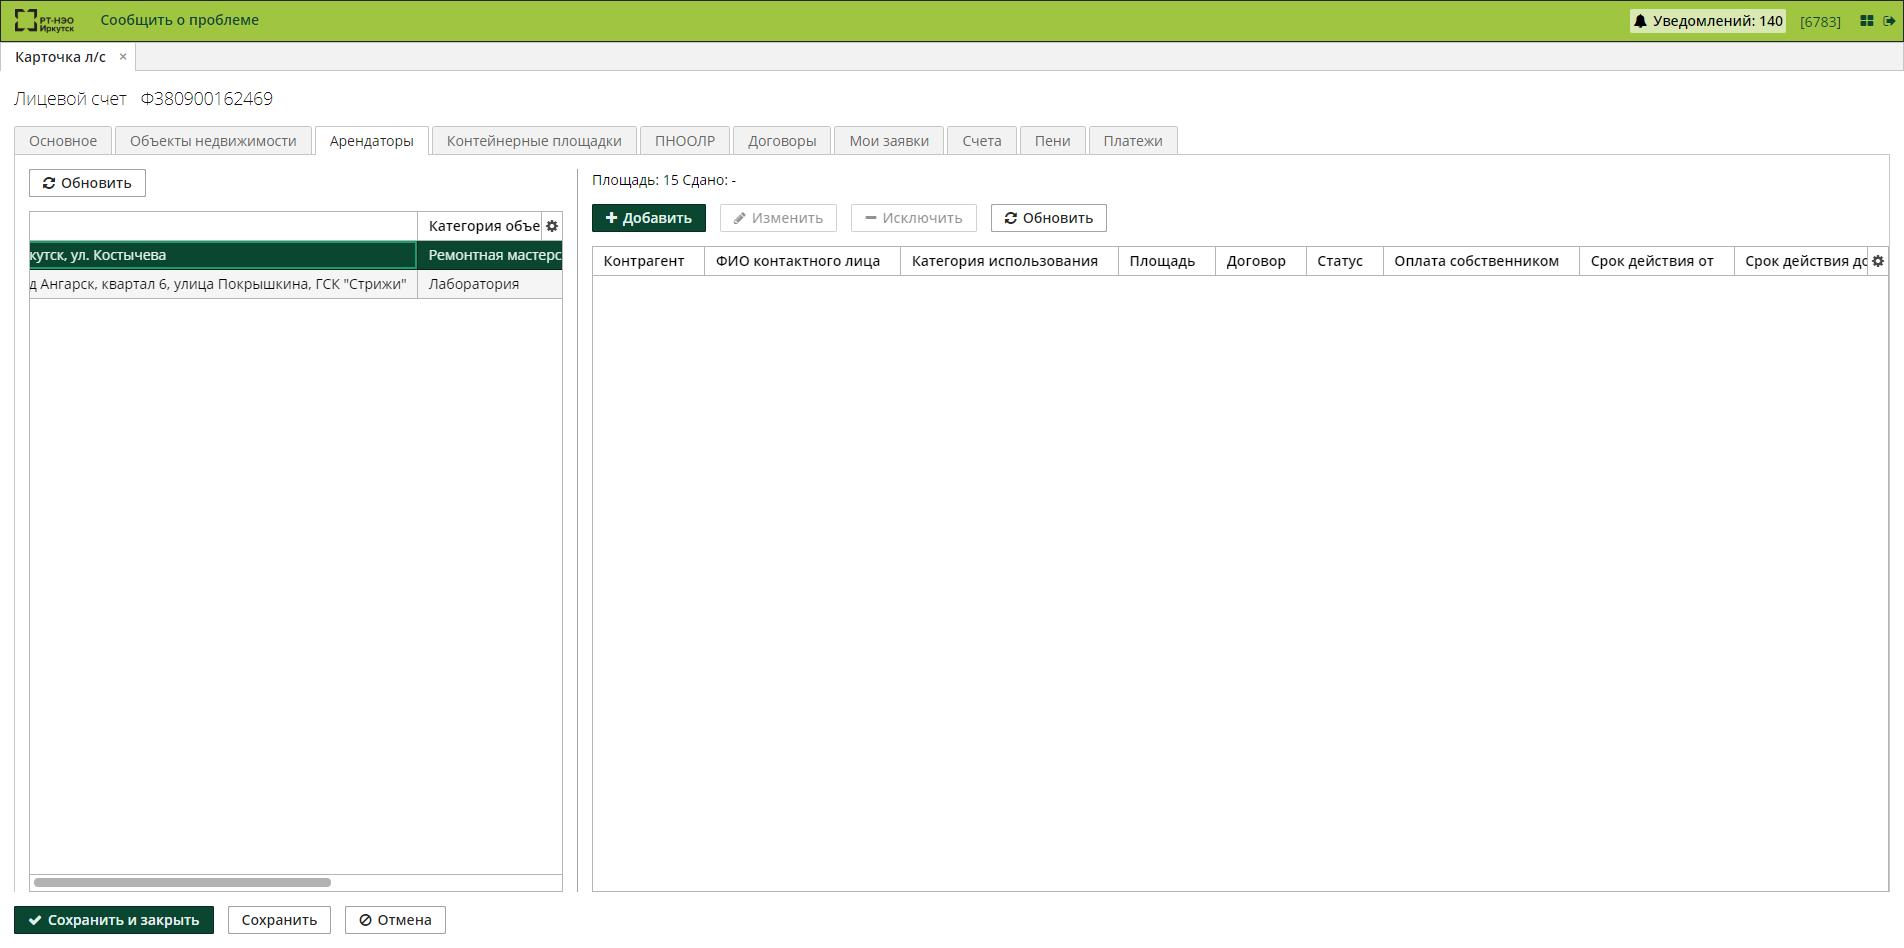 РТ-НЭО
Иркутск
Сообщить о проблеме
Уведомлений: 140
[6783]
Карточка л/с ×
Лицевой счет Ф380900162469
Основное
Объекты недвижимости
Арендаторы
Контейнерные площадки
ПНООЛР
Договоры
Мои заявки
Счета
Пени
Платежи
Обновить
Категория объе
кутск, ул. Костычева
Ремонтная мастерс
д Ангарск, квартал 6, улица Покрышкина, ГСК "Стрижи"
Лаборатория
Площадь: 15 Сдано: -
Добавить
Изменить
Исключить
Обновить
Контрагент
ФИО контактного лица
Категория использования
Площадь
Договор
Статус
Оплата собственником
Срок действия от
Срок действия до
Сохранить и закрыть
Сохранить
Отмена